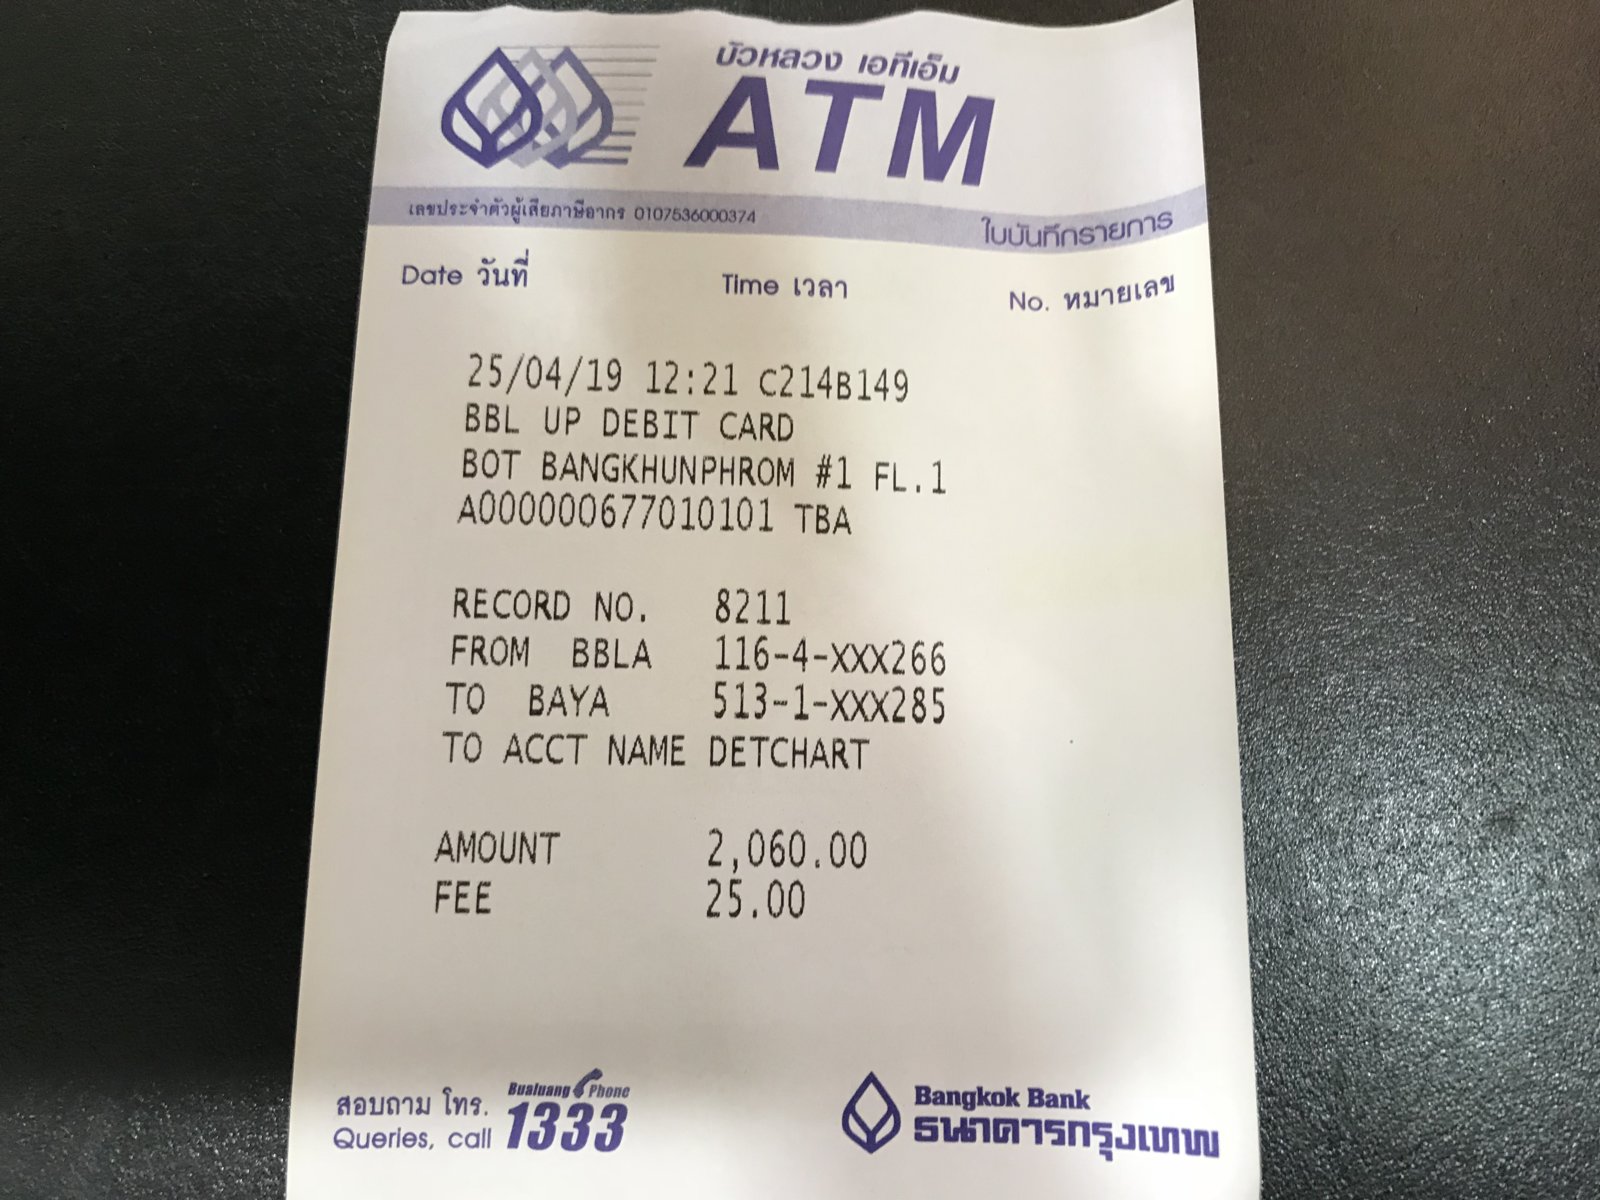 บัวหลวง เอทีเอ็ม
ATM
เลขประจำตัวผู้เสียภาษีอากร 0107536000374
ใบบันทึกรายการ
Date วันที่ Time เวลา No. หมายเลข
25/04/19 12:21 C214B149
BBL UP DEBIT CARD
BOT BANGKHUNPHROM #1 FL.1
A000000677010101 TBA
RECORD NO. 8211
FROM BBLA 116-4-XXX266
TO BAYA 513-1-XXX285
TO ACCT NAME DETCHART
AMOUNT 2,060.00
FEE 25.00
สอบถาม โทร.
Queries, call
Bualuang Phone
1333
Bangkok Bank
ธนาคารกรุงเทพ